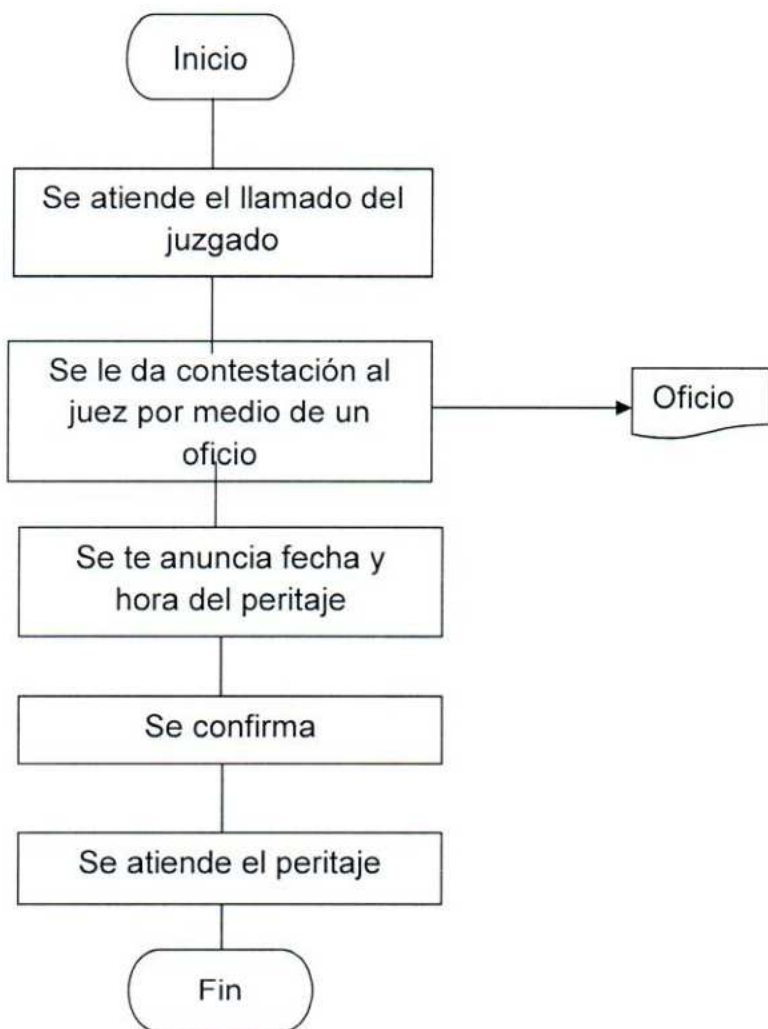 Inicio
Se atiende el llamado del
juzgado
Se le da contestación al
juez por medio de un
oficio
Oficio
Se te anuncia fecha y
hora del peritaje
Se confirma
Se atiende el peritaje
Fin